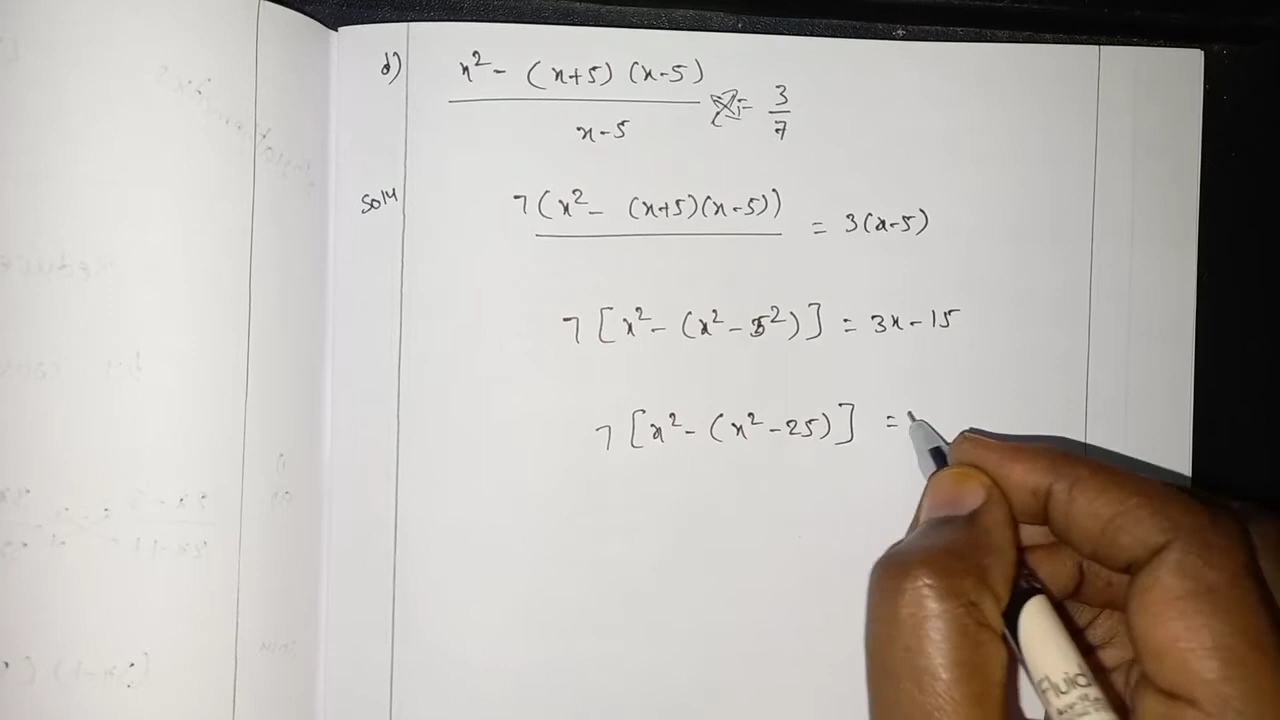 d) x² - (x+5) (x-5)
x-5
= 3
7
Soln 7(x² - (x+5)(x-5)) = 3(x-5)
7 [x² - (x² - 5²)] = 3x - 15
7 [x² - (x² - 25)] =
Fluid